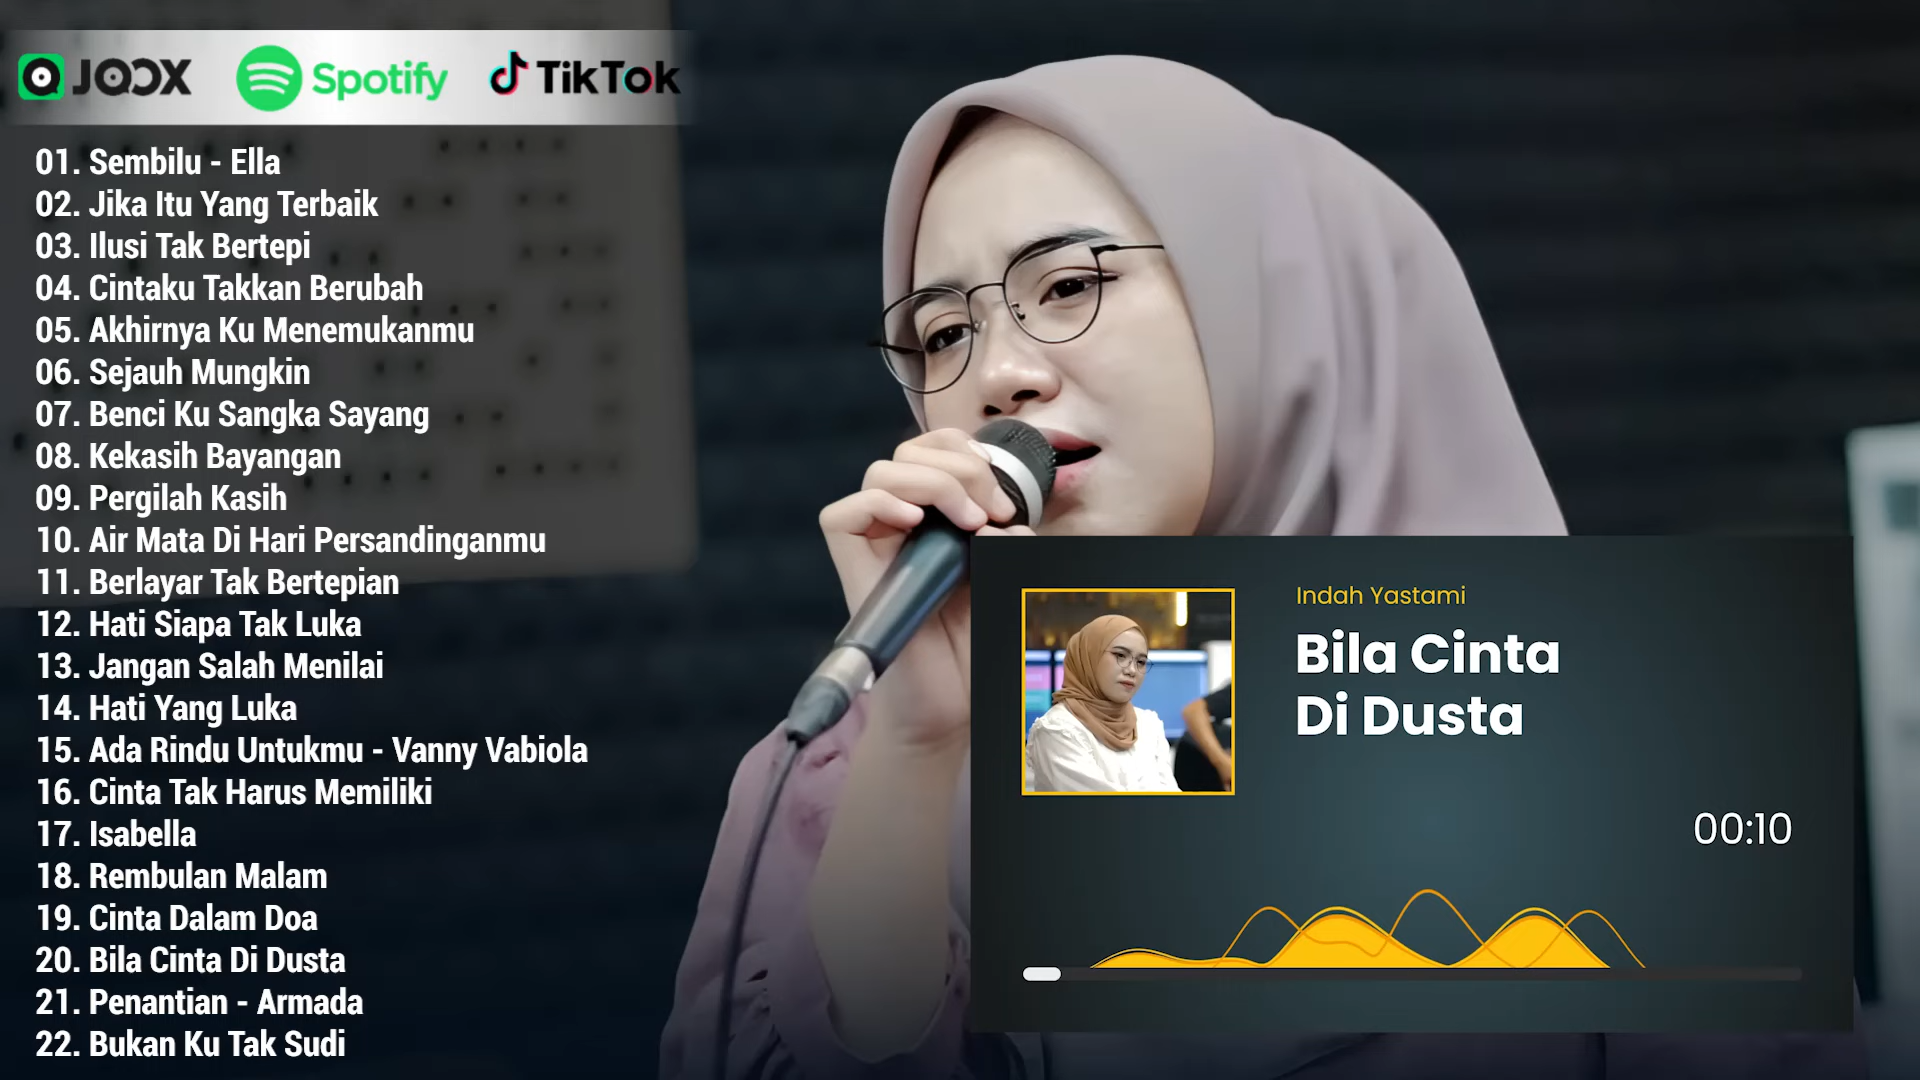 JOOX Spotify TikTok
01. Sembilu - Ella
02. Jika Itu Yang Terbaik
03. Ilusi Tak Bertepi
04. Cintaku Takkan Berubah
05. Akhirnya Ku Menemukanmu
06. Sejauh Mungkin
07. Benci Ku Sangka Sayang
08. Kekasih Bayangan
09. Pergilah Kasih
10. Air Mata Di Hari Persandinganmu
11. Berlayar Tak Bertepian
12. Hati Siapa Tak Luka
13. Jangan Salah Menilai
14. Hati Yang Luka
15. Ada Rindu Untukmu - Vanny Vabiola
16. Cinta Tak Harus Memiliki
17. Isabella
18. Rembulan Malam
19. Cinta Dalam Doa
20. Bila Cinta Di Dusta
21. Penantian - Armada
22. Bukan Ku Tak Sudi
Indah Yastami
Bila Cinta
Di Dusta
00:10